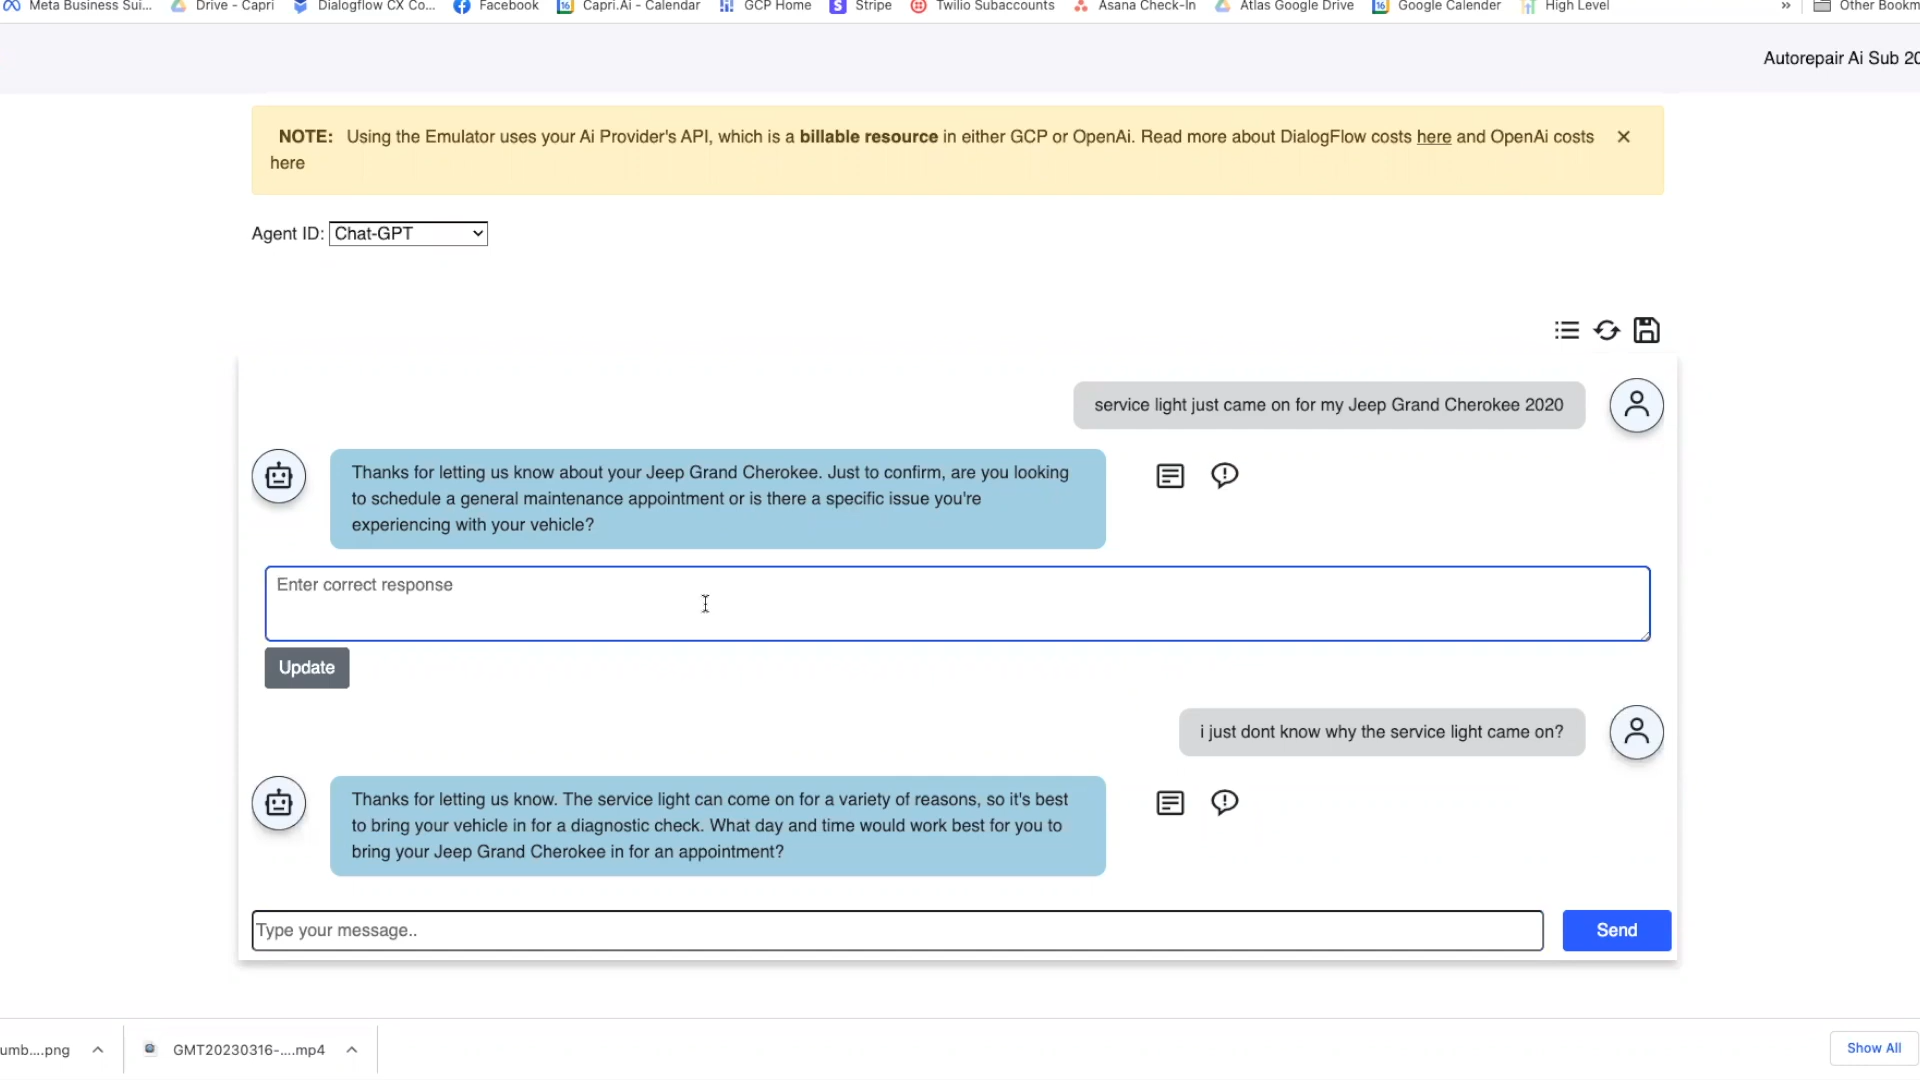 Meta Business Sui... Drive - Capri Dialogflow CX Co... Facebook Capri.Ai - Calendar GCP Home Stripe Twilio Subaccounts Asana Check-In Atlas Google Drive Google Calender High Level » Other Bookm
Autorepair Ai Sub 20
NOTE: Using the Emulator uses your Ai Provider's API, which is a billable resource in either GCP or OpenAi. Read more about DialogFlow costs here and OpenAi costs
here
Agent ID: Chat-GPT
service light just came on for my Jeep Grand Cherokee 2020
Thanks for letting us know about your Jeep Grand Cherokee. Just to confirm, are you looking
to schedule a general maintenance appointment or is there a specific issue you're
experiencing with your vehicle?
Enter correct response
Update
i just dont know why the service light came on?
Thanks for letting us know. The service light can come on for a variety of reasons, so it's best
to bring your vehicle in for a diagnostic check. What day and time would work best for you to
bring your Jeep Grand Cherokee in for an appointment?
Type your message..
Send
umb....png GMT20230316-....mp4 Show All